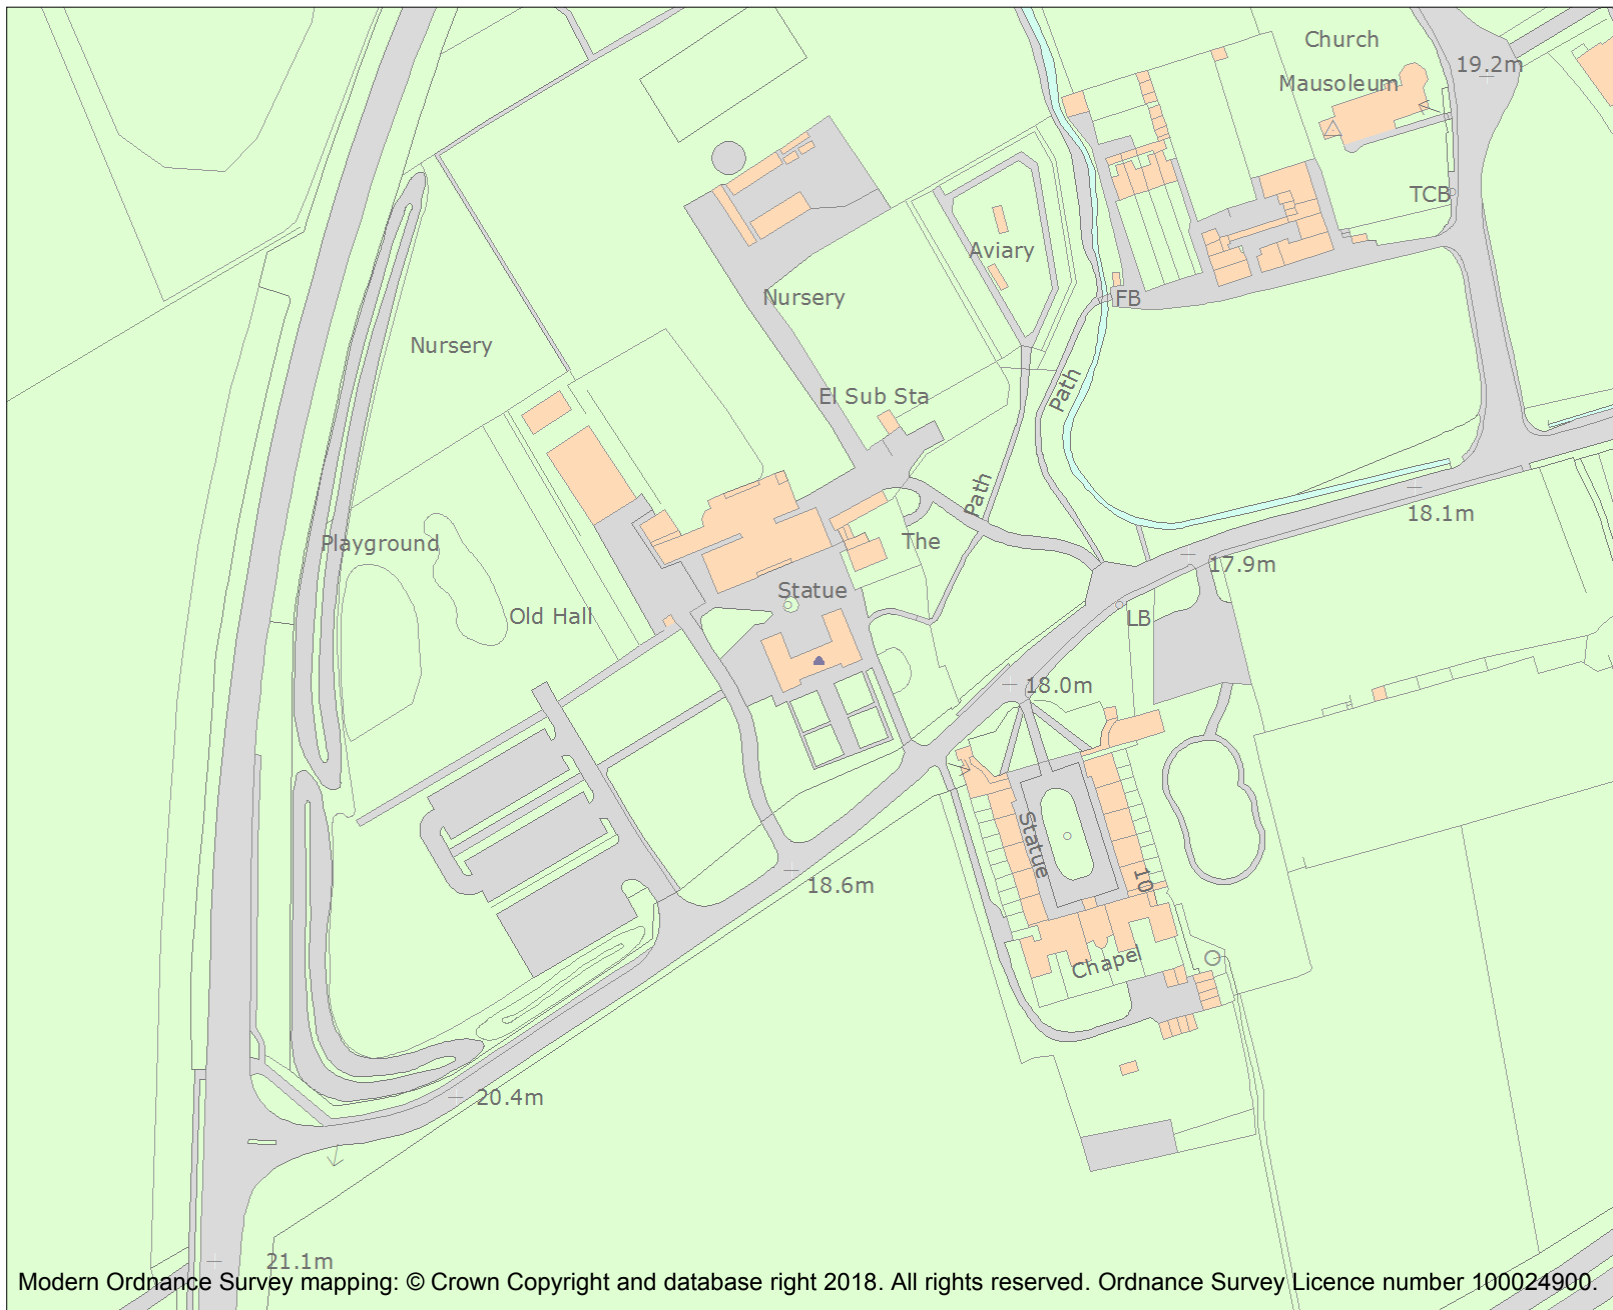 Church
19.2m
Mausoleum
TCB
Aviary
Nursery
FB
Nursery
Path
El Sub Sta
Path
18.1m
The
Playground
17.9m
Statue
Old Hall
LB
18.0m
Statue
10
18.6m
Chapel
20.4m
21.1m
Modern Ordnance Survey mapping: © Crown Copyright and database right 2018. All rights reserved. Ordnance Survey Licence number 100024900.